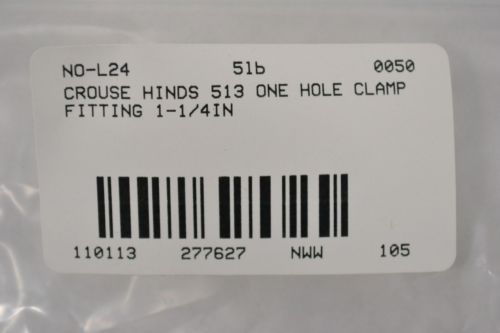 NO-L24 51b 0050
CROUSE HINDS 513 ONE HOLE CLAMP
FITTING 1-1/4IN
110113 277627 NWW 105